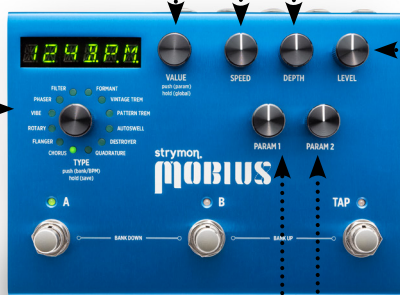 124B.P.M
VALUE
push (param)
hold (global)
SPEED
DEPTH
LEVEL
FILTER
FORMANT
PHASER
VINTAGE TREM
VIBE
PATTERN TREM
ROTARY
AUTOSWELL
FLANGER
DESTROYER
CHORUS
QUADRATURE
TYPE
push (bank/BPM)
hold (save)
PARAM 1
PARAM 2
strymon.
MOBIUS
A
B
TAP
BANK DOWN
BANK UP